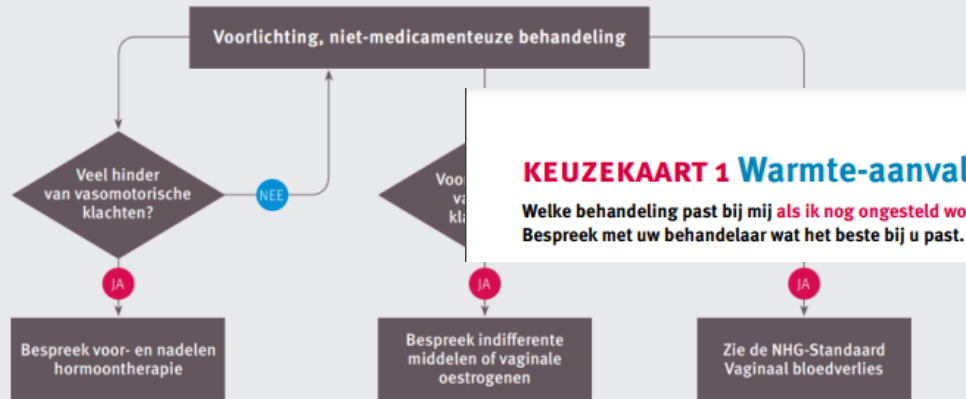 Voorlichting, niet-medicamenteuze behandeling
Veel hinder
van vasomotorische
klachten?
NEE
JA
Bespreek voor- en nadelen
hormoontherapie
JA
Bespreek indifferente
middelen of vaginale
oestrogenen
KEUZEKAART 1 Warmte-aanval
Welke behandeling past bij mij als ik nog ongesteld
Bespreek met uw behandelaar wat het beste bij u past.
JA
Zie de NHG-Standaard
Vaginaal bloedverlies